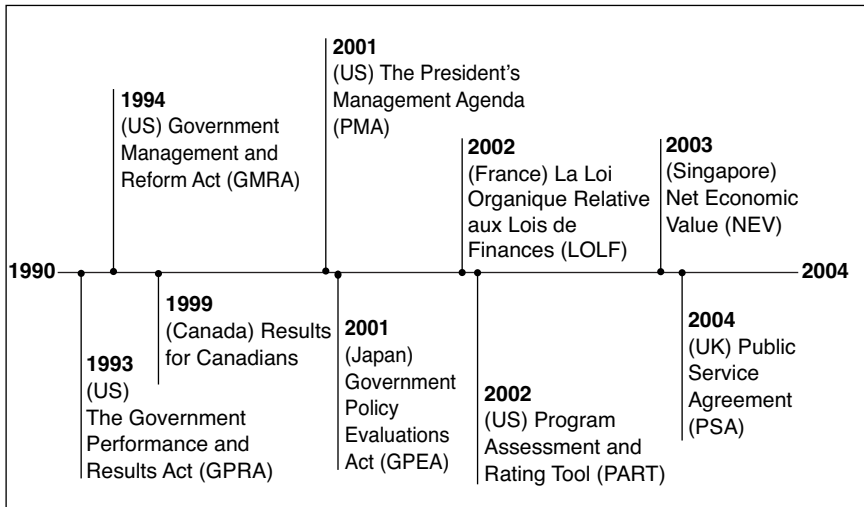 1990
1993
(US)
The Government
Performance and
Results Act (GPRA)
1994
(US) Government
Management and
Reform Act (GMRA)
1999
(Canada) Results
for Canadians
2001
(US) The President's
Management Agenda
(PMA)
2001
(Japan)
Government
Policy
Evaluations
Act (GPEA)
2002
(France) La Loi
Organique Relative
aux Lois de
Finances (LOLF)
2002
(US) Program
Assessment and
Rating Tool (PART)
2003
(Singapore)
Net Economic
Value (NEV)
2004
(UK) Public
Service
Agreement
(PSA)
2004